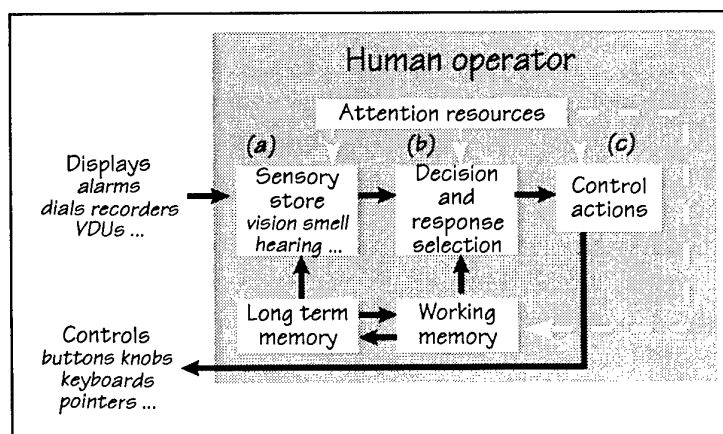 Human operator
Attention resources
(a)
(b)
(c)
Displays
alarms
dials recorders
VDUs ...
Sensory
store
vision smell
hearing ...
Decision
and
response
selection
Control
actions
Long term
memory
Working
memory
Controls
buttons knobs
keyboards
pointers ...